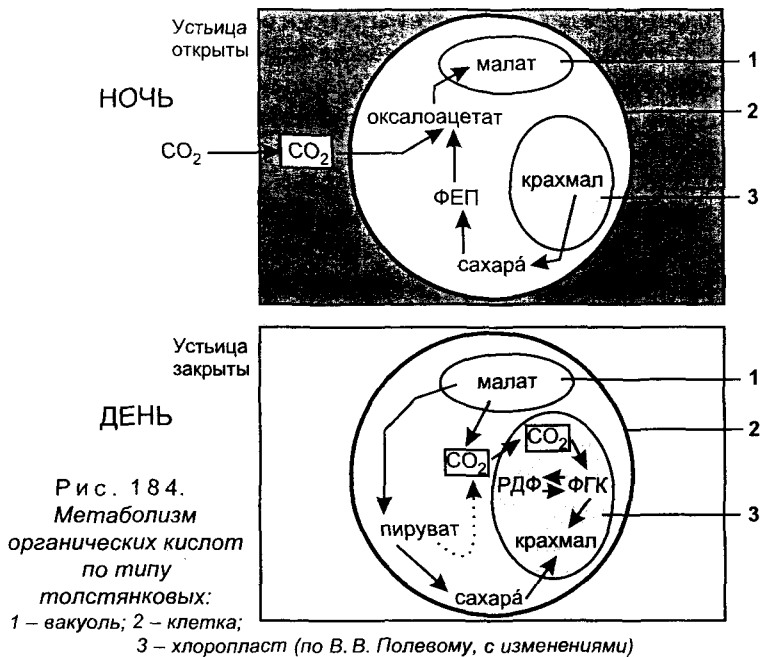 Устьица
открыты
НОЧЬ
CO₂
CO₂
малат
оксалоацетат
ФЕП
крахмал
сахара́
1
2
3
Устьица
закрыты
ДЕНЬ
малат
CO₂
CO₂
РДФ
ФГК
крахмал
пируват
сахара́
1
2
3
Рис. 184.
Метаболизм
органических кислот
по типу
толстянковых:
1 – вакуоль; 2 – клетка;
3 – хлоропласт (по В. В. Полевому, с изменениями)